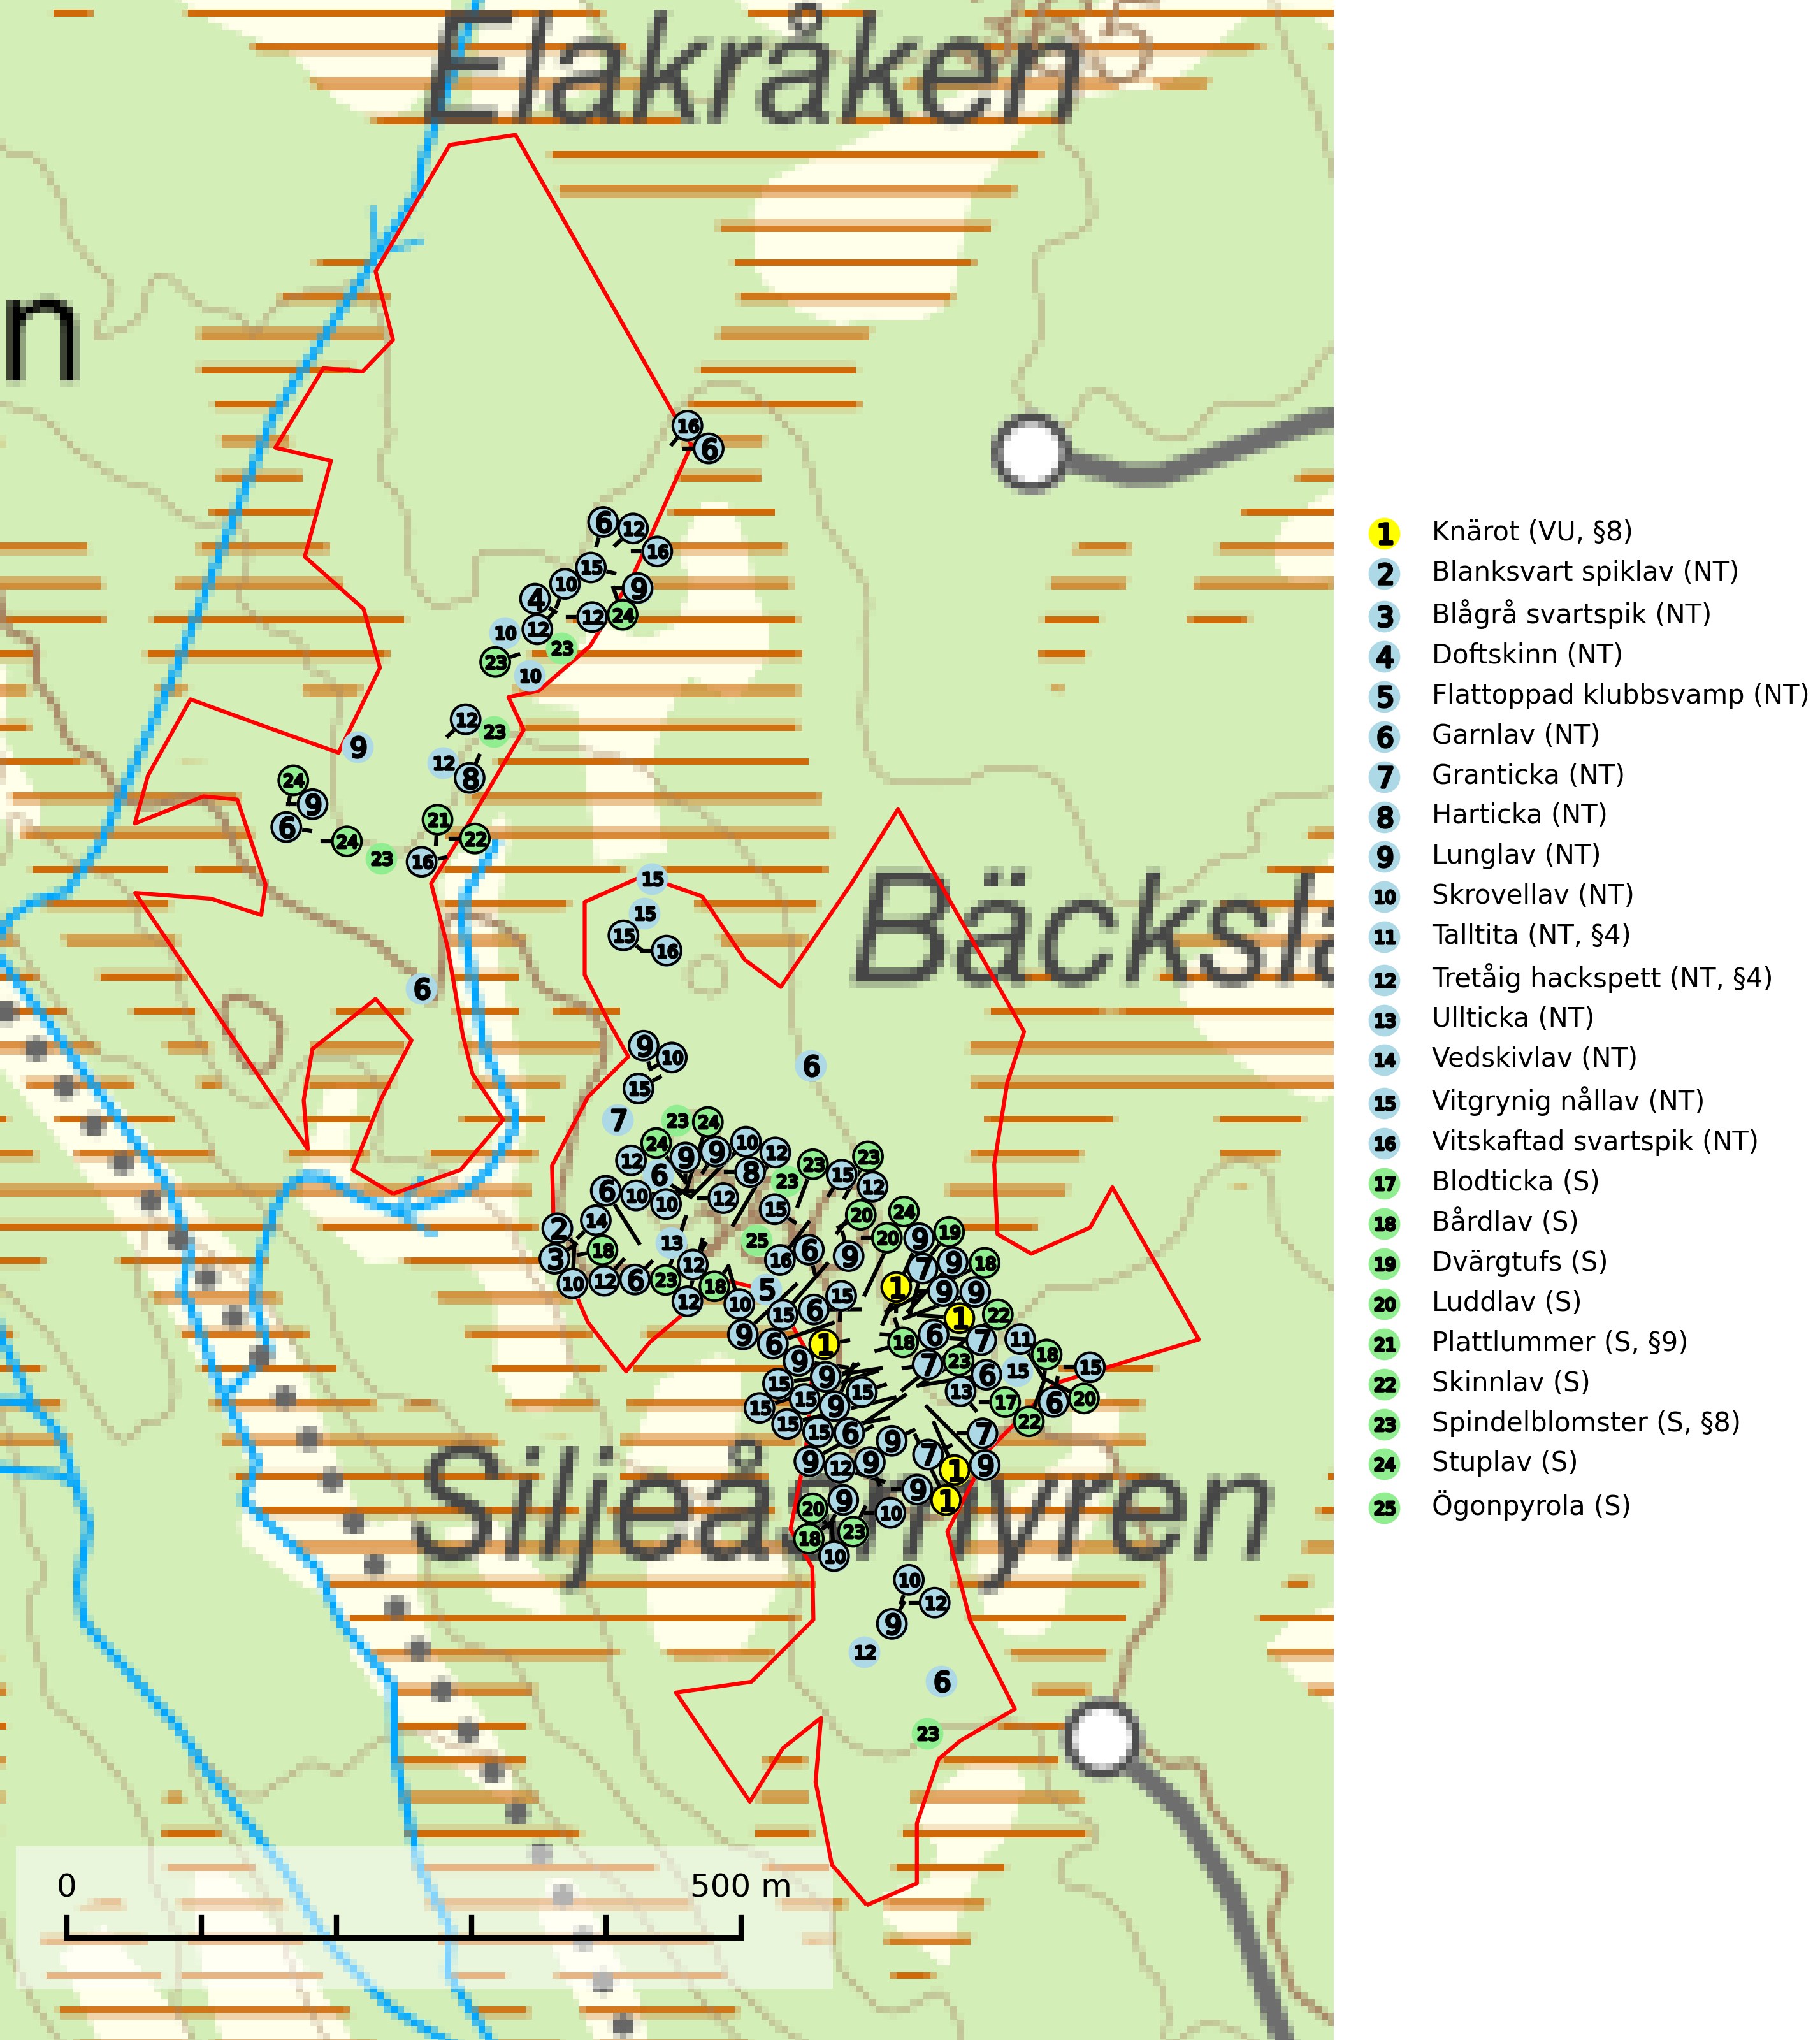 Elakråken
n
Bäcksl
Siljeå
yren
0 500 m
1 Knärot (VU, §8)
2 Blanksvart spiklav (NT)
3 Blågrå svartspik (NT)
4 Doftskinn (NT)
5 Flattoppad klubbsvamp (NT)
6 Garnlav (NT)
7 Granticka (NT)
8 Harticka (NT)
9 Lunglav (NT)
10 Skrovellav (NT)
11 Talltita (NT, §4)
12 Tretåig hackspett (NT, §4)
13 Ullticka (NT)
14 Vedskivlav (NT)
15 Vitgrynig nållav (NT)
16 Vitskaftad svartspik (NT)
17 Blodticka (S)
18 Bårdlav (S)
19 Dvärgtufs (S)
20 Luddlav (S)
21 Plattlummer (S, §9)
22 Skinnlav (S)
23 Spindelblomster (S, §8)
24 Stuplav (S)
25 Ögonpyrola (S)